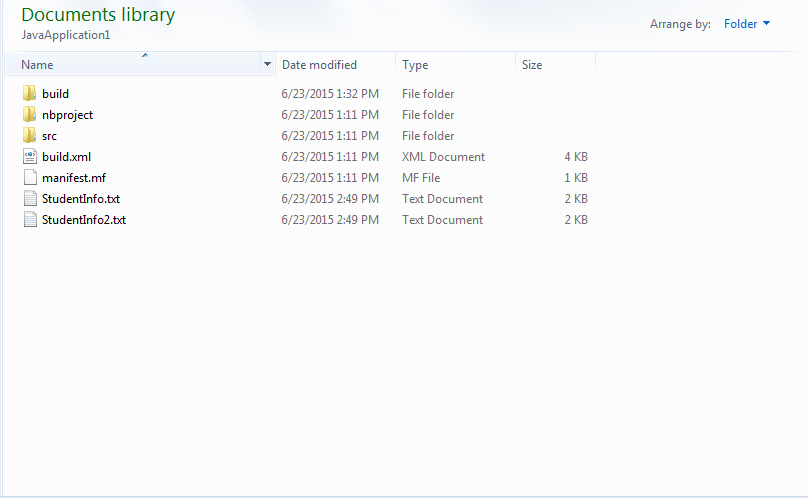 Documents library
JavaApplication1
Arrange by: Folder
Name Date modified Type Size
build 6/23/2015 1:32 PM File folder
nbproject 6/23/2015 1:11 PM File folder
src 6/23/2015 1:11 PM File folder
build.xml 6/23/2015 1:11 PM XML Document 4 KB
manifest.mf 6/23/2015 1:11 PM MF File 1 KB
StudentInfo.txt 6/23/2015 2:49 PM Text Document 2 KB
StudentInfo2.txt 6/23/2015 2:49 PM Text Document 2 KB